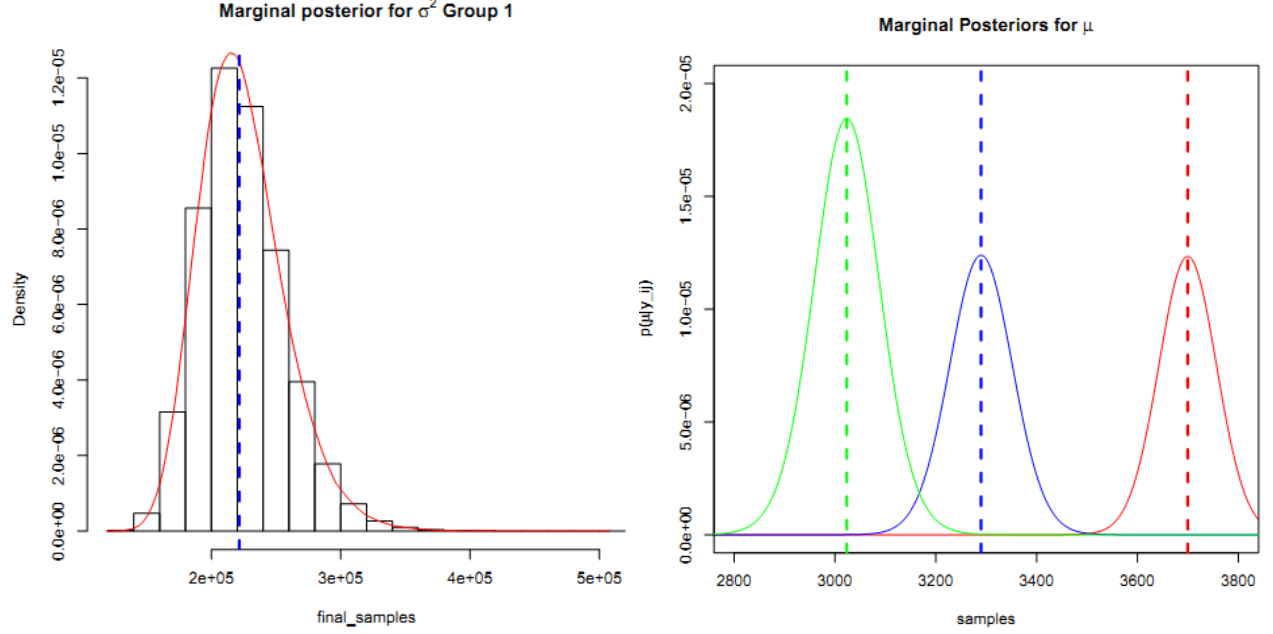 Marginal posterior for σ² Group 1
Density
0.0e+00 2.0e-06 4.0e-06 6.0e-06 8.0e-06 1.0e-05 1.2e-05
2e+05 3e+05 4e+05 5e+05
final_samples
Marginal Posteriors for μ
p(μ|y_ij)
0.0e+00 5.0e-06 1.0e-05 1.5e-05 2.0e-05
2800 3000 3200 3400 3600 3800
samples